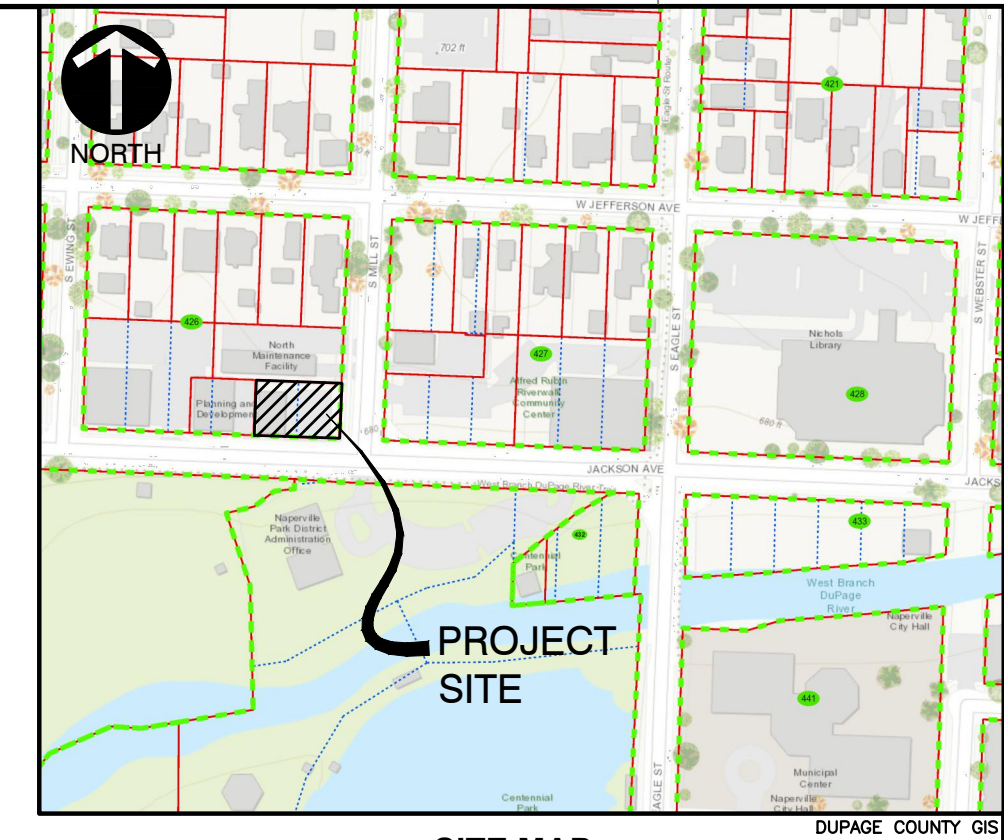 702 ft
Eagle St
421
NORTH
W JEFFERSON AVE
W JEFF
S EWING ST
S MILL ST
S EAGLE ST
S WEBSTER ST
426
North
Maintenance
Facility
427
Nichols
Library
Planning and
Development
Alfred Rubin
Riverwalk
Community
Center
428
680
680 ft
JACKSON AVE
JACKS
West Branch DuPage River Trail
Naperville
Park District
Administration
Office
432
433
Centennial
Park
West Branch
DuPage
River
Naperville
City Hall
PROJECT
SITE
441
EAGLE ST
Municipal
Center
Centennial
Park
Naperville
City Hall
DUPAGE COUNTY GIS
SITE MAP